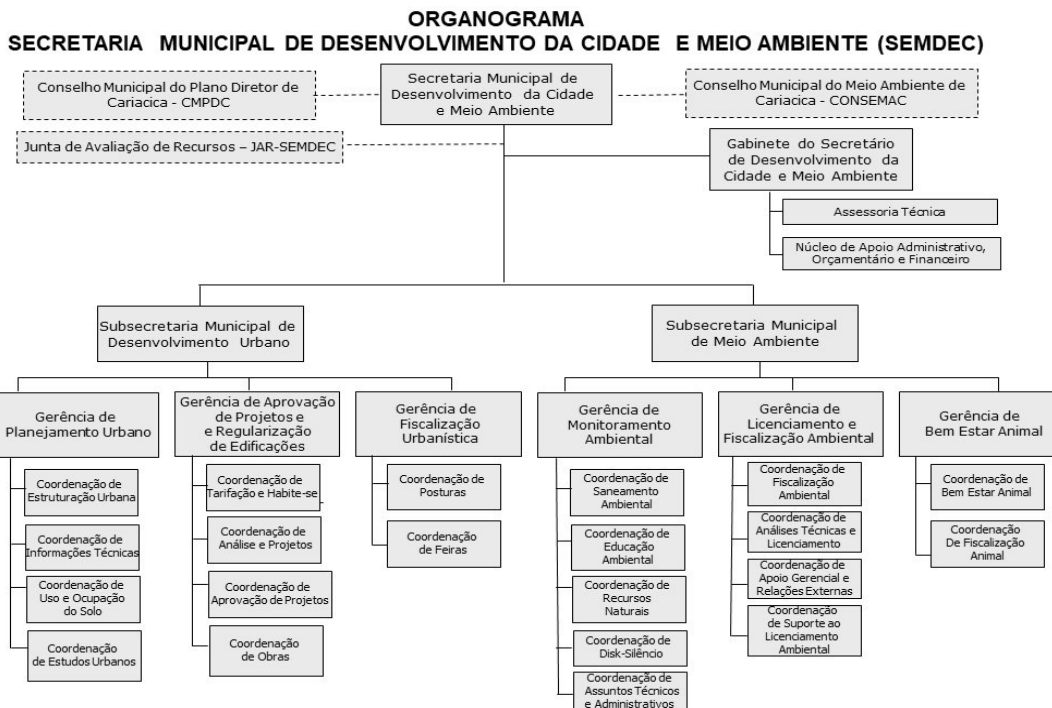 ORGANOGRAMA
SECRETARIA MUNICIPAL DE DESENVOLVIMENTO DA CIDADE E MEIO AMBIENTE (SEMDEC)
Conselho Municipal do Plano Diretor de
Cariacica - CMPDC
Secretaria Municipal de
Desenvolvimento da Cidade
e Meio Ambiente
Conselho Municipal do Meio Ambiente de
Cariacica - CONSEMAC
Junta de Avaliação de Recursos – JAR-SEMDEC
Gabinete do Secretário
de Desenvolvimento da
Cidade e Meio Ambiente
Assessoria Técnica
Núcleo de Apoio Administrativo,
Orçamentário e Financeiro
Subsecretaria Municipal de
Desenvolvimento Urbano
Subsecretaria Municipal
de Meio Ambiente
Gerência de
Planejamento Urbano
Gerência de Aprovação
de Projetos e
e Regularização
de Edificações
Gerência de
Fiscalização
Urbanística
Gerência de
Monitoramento
Ambiental
Gerência de
Licenciamento e
Fiscalização Ambiental
Gerência de
Bem Estar Animal
Coordenação de
Estruturação Urbana
Coordenação de
Informações Técnicas
Coordenação de
Uso e Ocupação
do Solo
Coordenação
de Estudos Urbanos
Coordenação de
Tarifação e Habite-se
Coordenação de
Análise e Projetos
Coordenação de
Aprovação de Projetos
Coordenação
de Obras
Coordenação de
Posturas
Coordenação
de Feiras
Coordenação de
Saneamento
Ambiental
Coordenação de
Educação
Ambiental
Coordenação de
Recursos
Naturais
Coordenação de
Disk-Silêncio
Coordenação de
Assuntos Técnicos
e Administrativos
Coordenação de
Fiscalização
Ambiental
Coordenação de
Análises Técnicas e
Licenciamento
Coordenação de
Apoio Gerencial e
Relações Externas
Coordenação
de Suporte ao
Licenciamento
Ambiental
Coordenação de
Bem Estar Animal
Coordenação
De Fiscalização
Animal